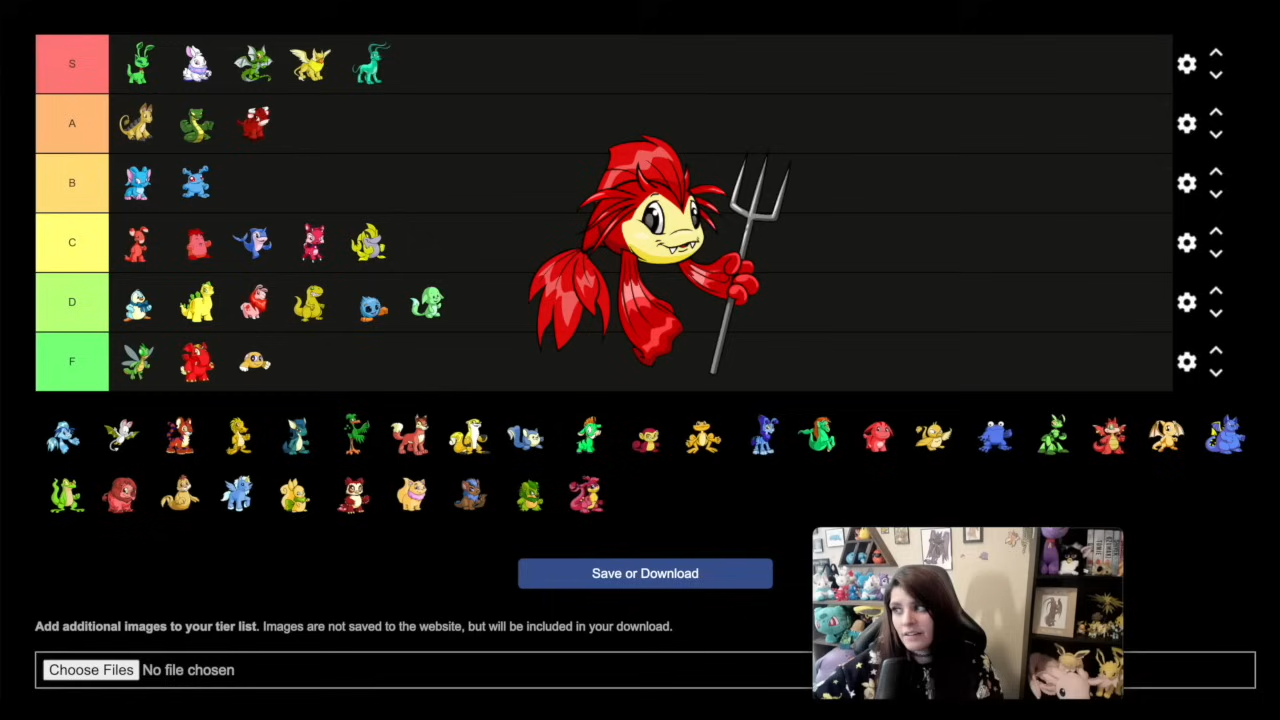 S
A
B
C
D
F
Save or Download
Add additional images to your tier list. Images are not saved to the website, but will be included in your download.
Choose Files No file chosen